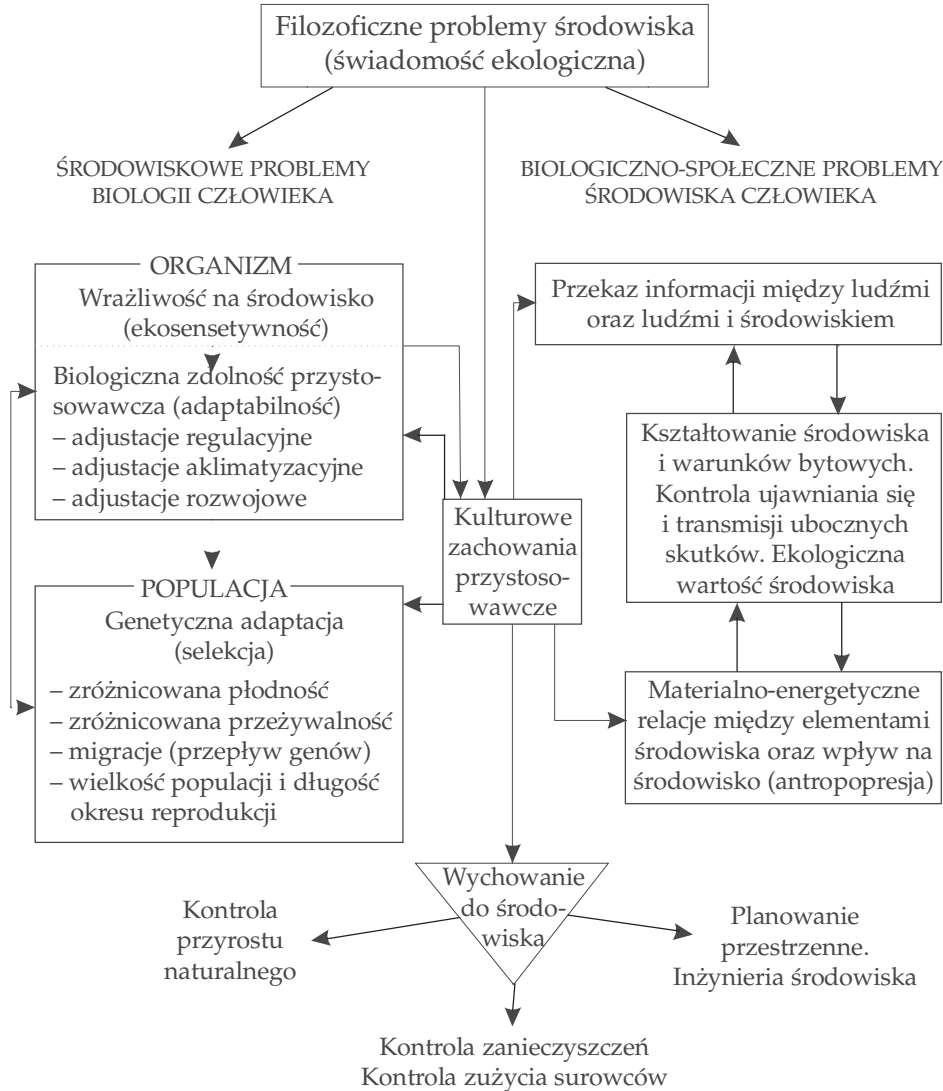 Filozoficzne problemy środowiska
(świadomość ekologiczna)
ŚRODOWISKOWE PROBLEMY
BIOLOGII CZŁOWIEKA
BIOLOGICZNO-SPOŁECZNE PROBLEMY
ŚRODOWISKA CZŁOWIEKA
ORGANIZM
Wrażliwość na środowisko
(ekosensetywność)
Biologiczna zdolność przysto-
sowawcza (adaptabilność)
– adjustacje regulacyjne
– adjustacje aklimatyzacyjne
– adjustacje rozwojowe
POPULACJA
Genetyczna adaptacja
(selekcja)
– zróżnicowana płodność
– zróżnicowana przeżywalność
– migracje (przepływ genów)
– wielkość populacji i długość
okresu reprodukcji
Kulturowe
zachowania
przystoso-
wawcze
Przekaz informacji między ludźmi
oraz ludźmi i środowiskiem
Kształtowanie środowiska
i warunków bytowych.
Kontrola ujawniania się
i transmisji ubocznych
skutków. Ekologiczna
wartość środowiska
Materialno-energetyczne
relacje między elementami
środowiska oraz wpływ na
środowisko (antropopresja)
Wychowanie
do środo-
wiska
Kontrola
przyrostu
naturalnego
Planowanie
przestrzenne.
Inżynieria środowiska
Kontrola zanieczyszczeń
Kontrola zużycia surowców